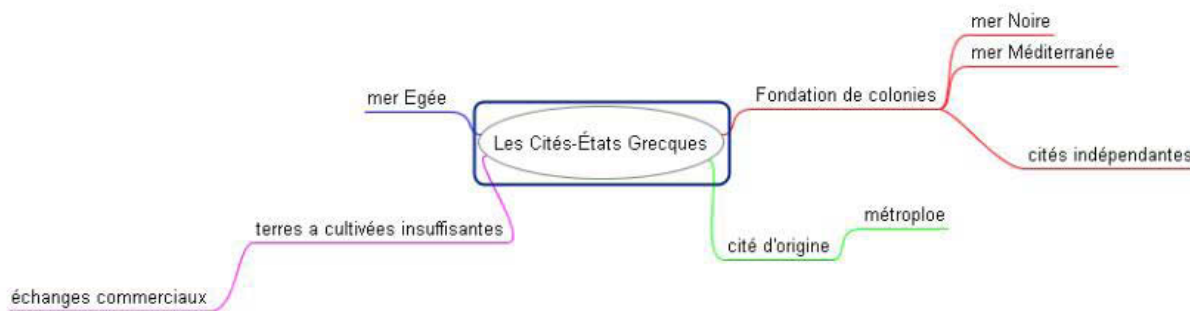 mer Noire
mer Méditerranée
mer Egée
Fondation de colonies
Les Cités-États Grecques
cités indépendantes
métroploe
terres a cultivées insuffisantes
cité d'origine
échanges commerciaux